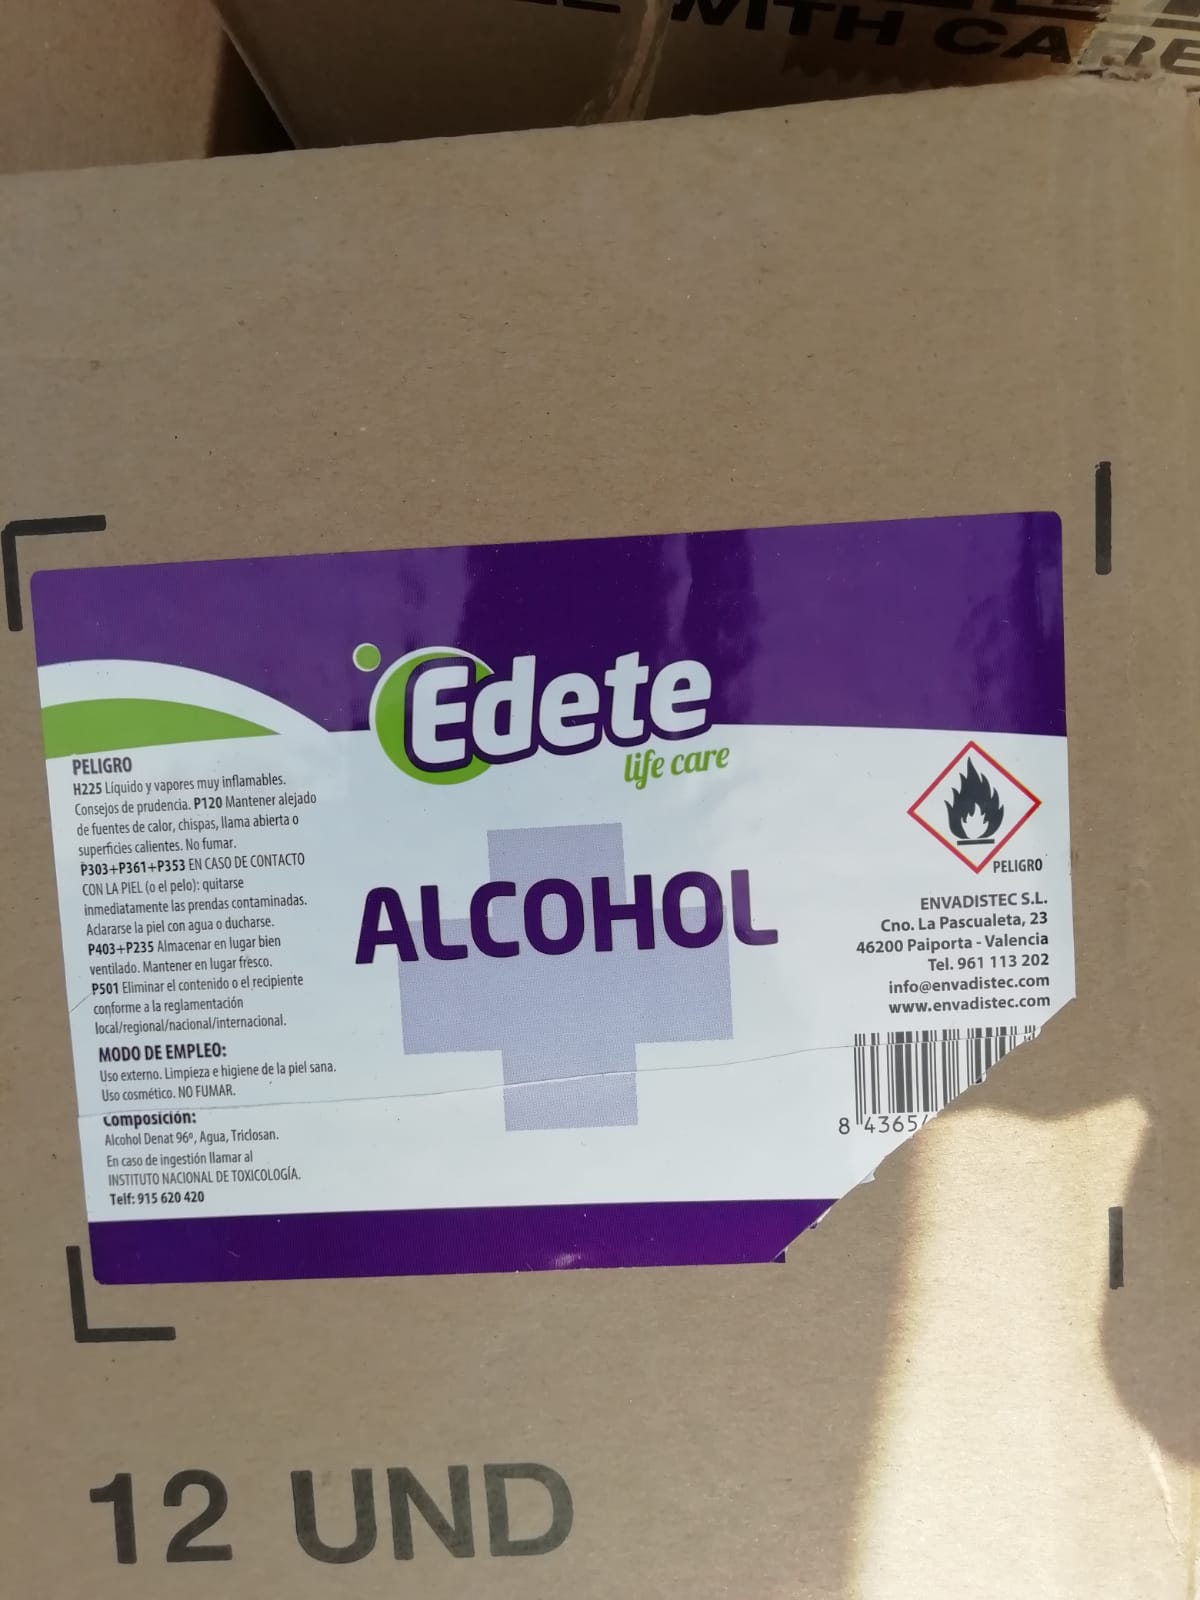 WITH CARE
Edete
life care
PELIGRO
H225 Líquido y vapores muy inflamables.
Consejos de prudencia. P120 Mantener alejado
de fuentes de calor, chispas, llama abierta o
superficies calientes. No fumar.
P303+P361+P353 EN CASO DE CONTACTO
CON LA PIEL (o el pelo): quitarse
inmediatamente las prendas contaminadas.
Aclararse la piel con agua o ducharse.
P403+P235 Almacenar en lugar bien
ventilado. Mantener en lugar fresco.
P501 Eliminar el contenido o el recipiente
conforme a la reglamentación
local/regional/nacional/internacional.
MODO DE EMPLEO:
Uso externo. Limpieza e higiene de la piel sana.
Uso cosmético. NO FUMAR.
Composición:
Alcohol Denat 96º, Agua, Triclosan.
En caso de ingestión llamar al
INSTITUTO NACIONAL DE TOXICOLOGÍA.
Telf: 915 620 420
ALCOHOL
PELIGRO
ENVADISTEC S.L.
Cno. La Pascualeta, 23
46200 Paiporta - Valencia
Tel. 961 113 202
info@envadistec.com
www.envadistec.com
8 43654
12 UND